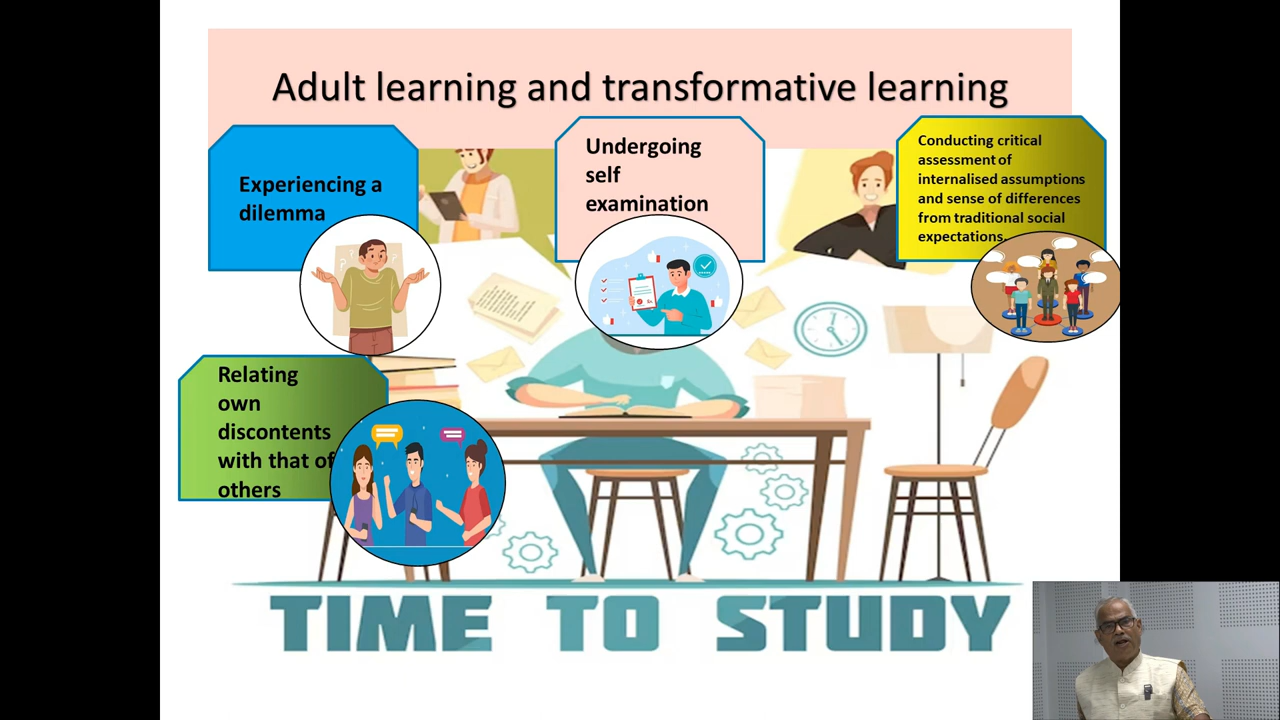 Adult learning and transformative learning
Experiencing a
dilemma
Undergoing
self
examination
Conducting critical
assessment of
internalised assumptions
and sense of differences
from traditional social
expectations.
Relating
own
discontents
with that of
others
TIME TO STUDY